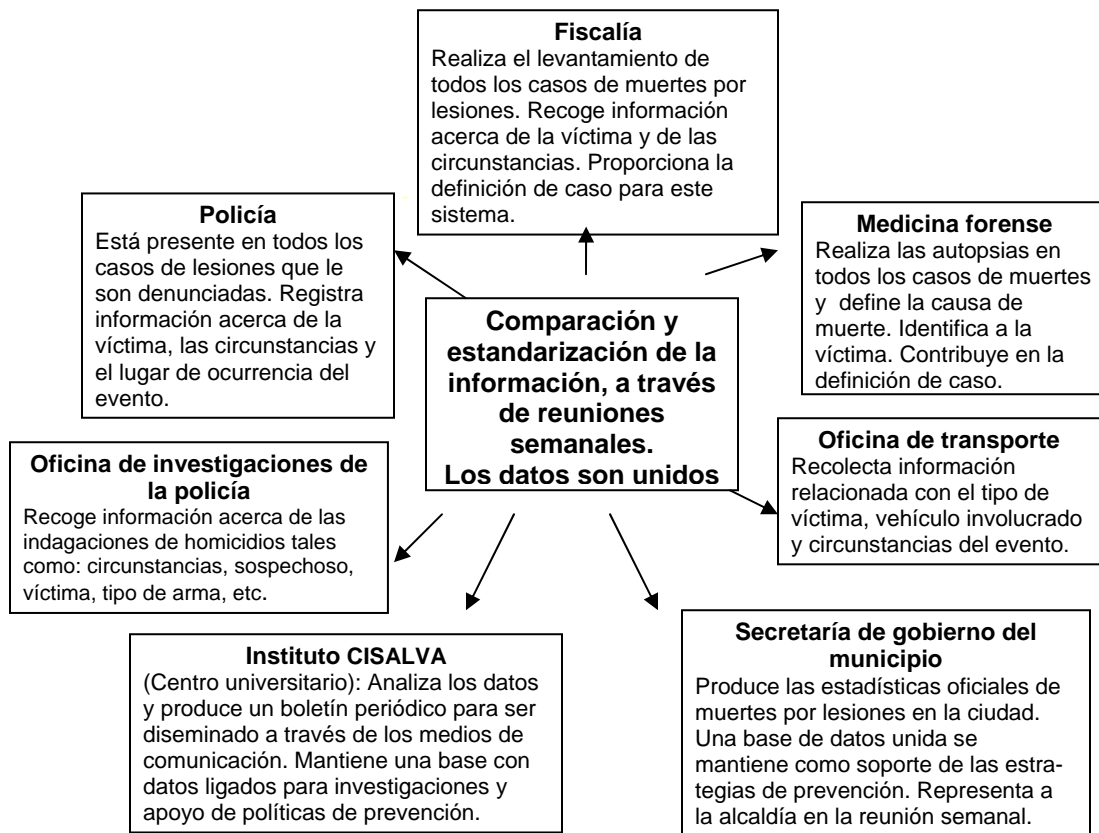 Fiscalía
Realiza el levantamiento de
todos los casos de muertes por
lesiones. Recoge información
acerca de la víctima y de las
circunstancias. Proporciona la
definición de caso para este
sistema.
Policía
Está presente en todos los
casos de lesiones que le
son denunciadas. Registra
información acerca de la
víctima, las circunstancias y
el lugar de ocurrencia del
evento.
Medicina forense
Realiza las autopsias en
todos los casos de muertes
y define la causa de
muerte. Identifica a la
víctima. Contribuye en la
definición de caso.
Comparación y
estandarización de la
información, a través
de reuniones
semanales.
Los datos son unidos
Oficina de investigaciones de
la policía
Recoge información acerca de las
indagaciones de homicidios tales
como: circunstancias, sospechoso,
víctima, tipo de arma, etc.
Oficina de transporte
Recolecta información
relacionada con el tipo de
víctima, vehículo involucrado
y circunstancias del evento.
Instituto CISALVA
(Centro universitario): Analiza los datos
y produce un boletín periódico para ser
diseminado a través de los medios de
comunicación. Mantiene una base con
datos ligados para investigaciones y
apoyo de políticas de prevención.
Secretaría de gobierno del
municipio
Produce las estadísticas oficiales de
muertes por lesiones en la ciudad.
Una base de datos unida se
mantiene como soporte de las estra-
tegias de prevención. Representa a
la alcaldía en la reunión semanal.